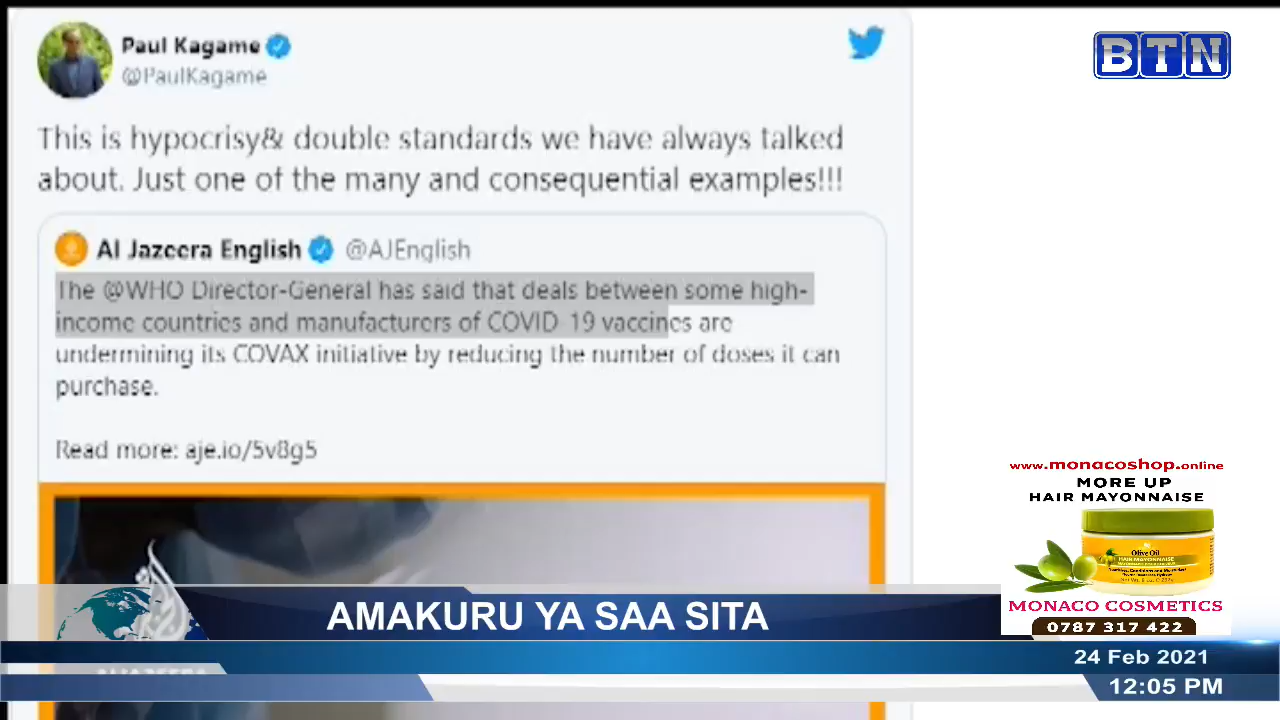 Paul Kagame
@PaulKagame
BTN
This is hypocrisy& double standards we have always talked
about. Just one of the many and consequential examples!!!
Al Jazeera English @AJEnglish
The @WHO Director-General has said that deals between some high-
income countries and manufacturers of COVID-19 vaccines are
undermining its COVAX initiative by reducing the number of doses it can
purchase.
Read more: aje.io/5v8g5
www.monacoshop.online
MORE UP
HAIR MAYONNAISE
Olive Oil
HAIR MAYONNAISE
MONACO COSMETICS
0787 317 422
AMAKURU YA SAA SITA
24 Feb 2021
12:05 PM